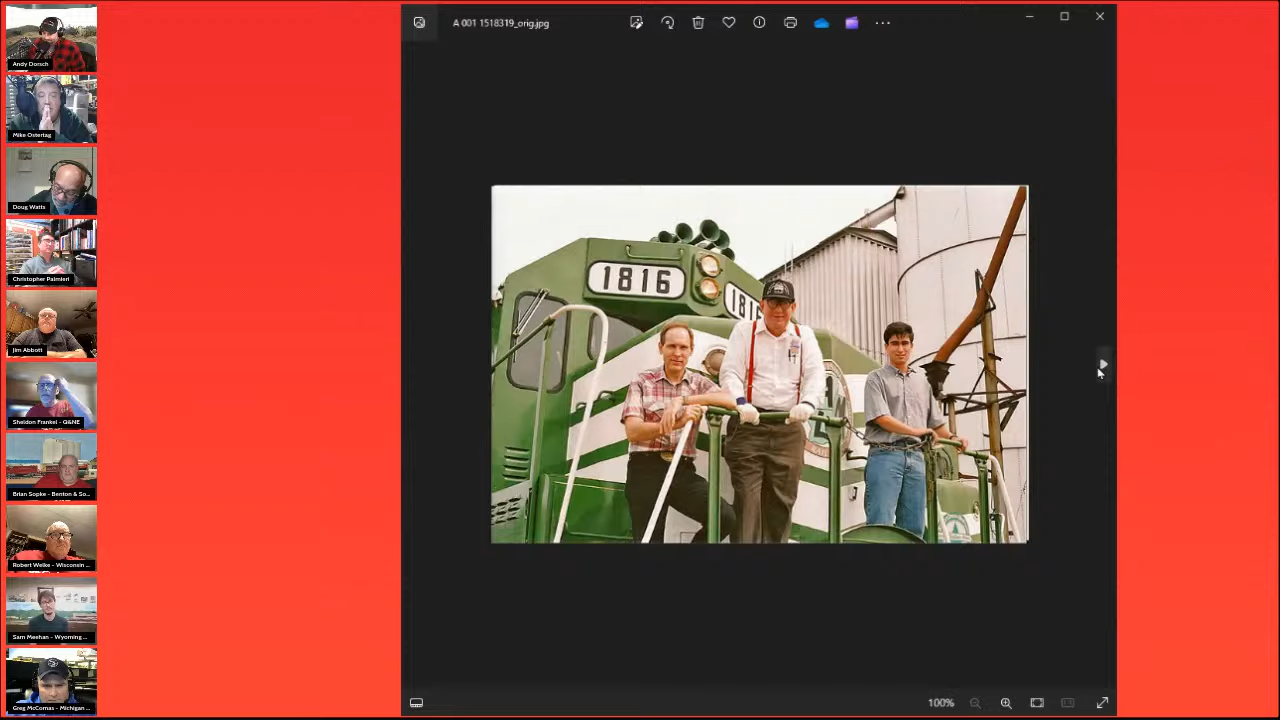 A 001 1518319_orig.jpg
Andy Dorsch
Mike Ostertag
Doug Watts
Christopher Palmieri
Jim Abbott
Sheldon Frankel - Q&NE
Brian Sopke - Benton & So...
Robert Welke - Wisconsin ...
Sam Meehan - Wyoming ...
Greg McComas - Michigan ...
1816
181
100%